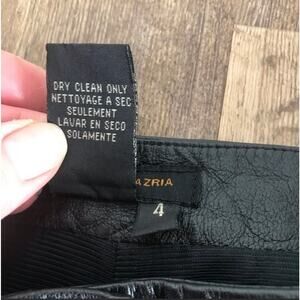 DRY CLEAN ONLY
NETTOYAGE A SEC
SEULEMENT
LAVAR EN SECO
SOLAMENTE
AZRIA
4